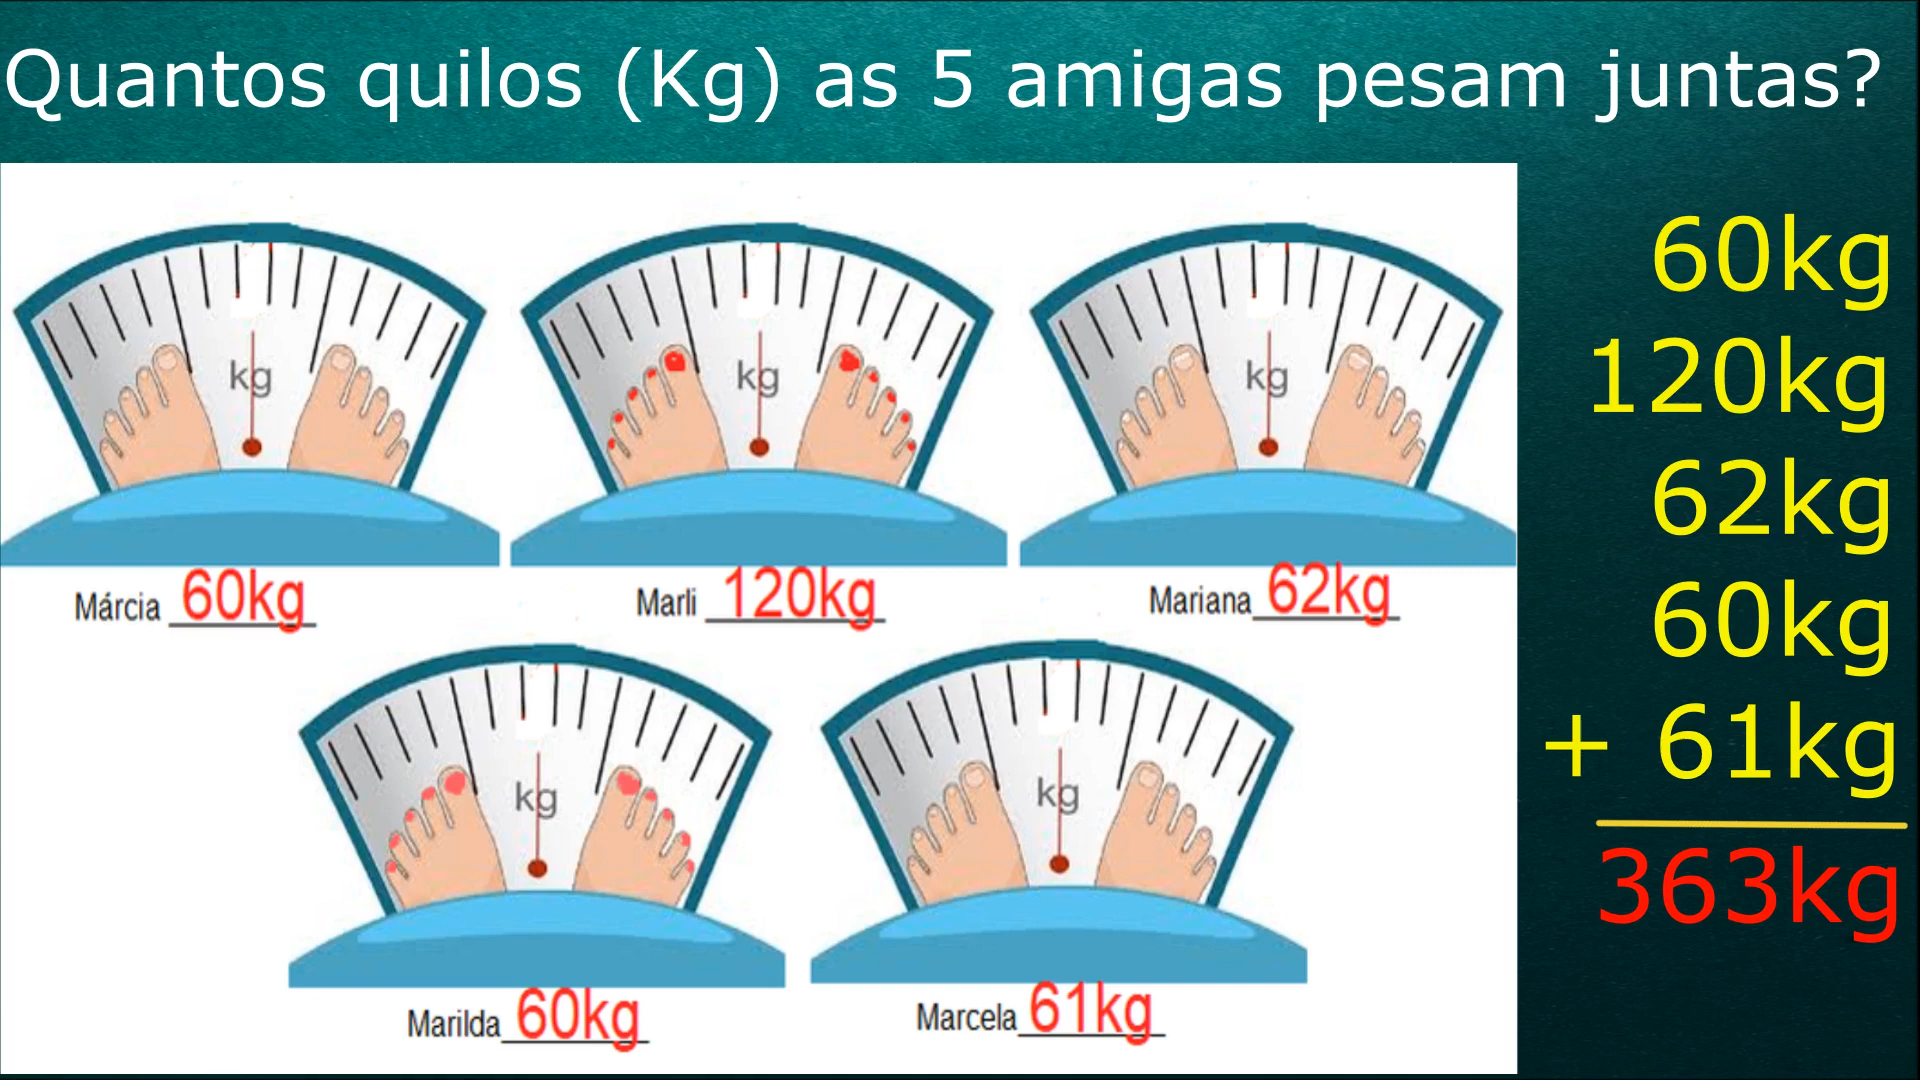 Quantos quilos (Kg) as 5 amigas pesam juntas?
kg
kg
kg
Márcia 60kg
Marli 120kg
Mariana 62kg
kg
kg
Marilda 60kg
Marcela 61kg
60kg
120kg
62kg
60kg
+ 61kg
363kg